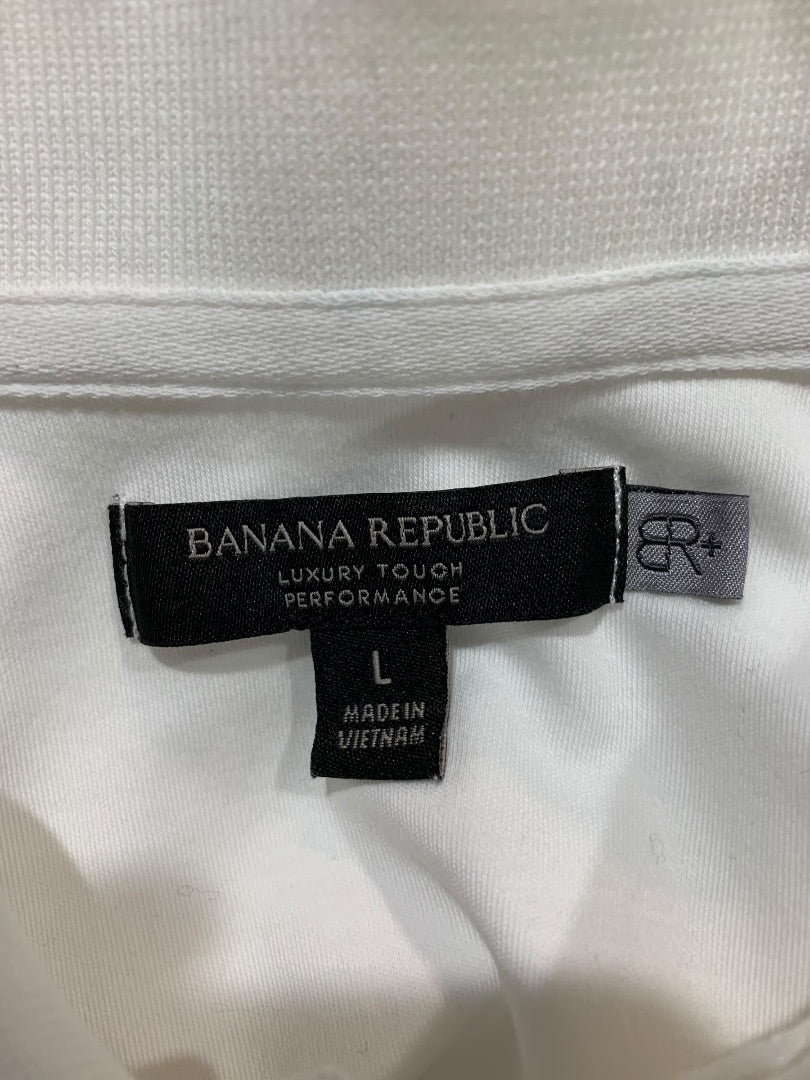 BANANA REPUBLIC
LUXURY TOUCH
PERFORMANCE
BR+
L
MADE IN
VIETNAM